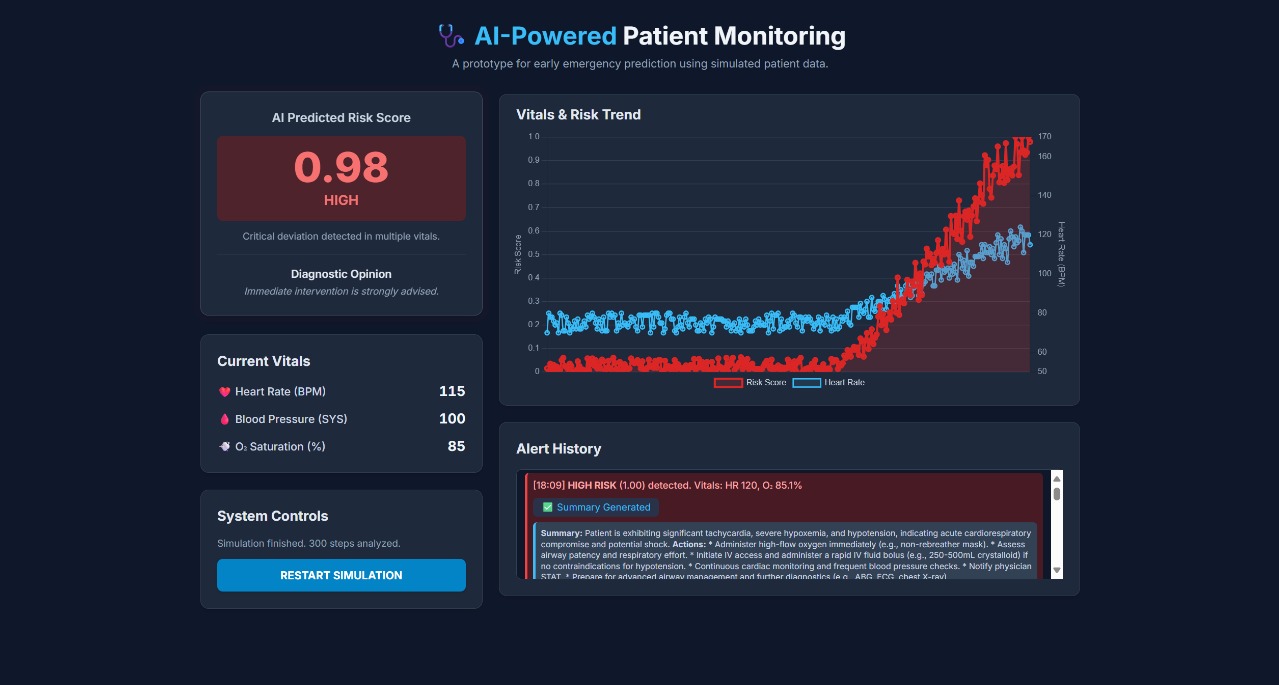 AI-Powered Patient Monitoring
A prototype for early emergency prediction using simulated patient data.
AI Predicted Risk Score
0.98
HIGH
Critical deviation detected in multiple vitals.
Diagnostic Opinion
Immediate intervention is strongly advised.
Current Vitals
Heart Rate (BPM) 115
Blood Pressure (SYS) 100
O₂ Saturation (%) 85
System Controls
Simulation finished. 300 steps analyzed.
RESTART SIMULATION
Vitals & Risk Trend
1.0
0.9
0.8
0.7
0.6
0.5
0.4
0.3
0.2
0.1
0
Risk Score
170
160
140
120
100
80
60
50
Heart Rate (BPM)
Risk Score Heart Rate
Alert History
[18:09] HIGH RISK (1.00) detected. Vitals: HR 120, O₂ 85.1%
Summary Generated
Summary: Patient is exhibiting significant tachycardia, severe hypoxemia, and hypotension, indicating acute cardiorespiratory
compromise and potential shock. Actions: * Administer high-flow oxygen immediately (e.g., non-rebreather mask). * Assess
airway patency and respiratory effort. * Initiate IV access and administer a rapid IV fluid bolus (e.g., 250-500mL crystalloid) if
no contraindications for hypotension. * Continuous cardiac monitoring and frequent blood pressure checks. * Notify physician
STAT. * Prepare for advanced airway management and further diagnostics (e.g., ABG, ECG, chest X-ray).